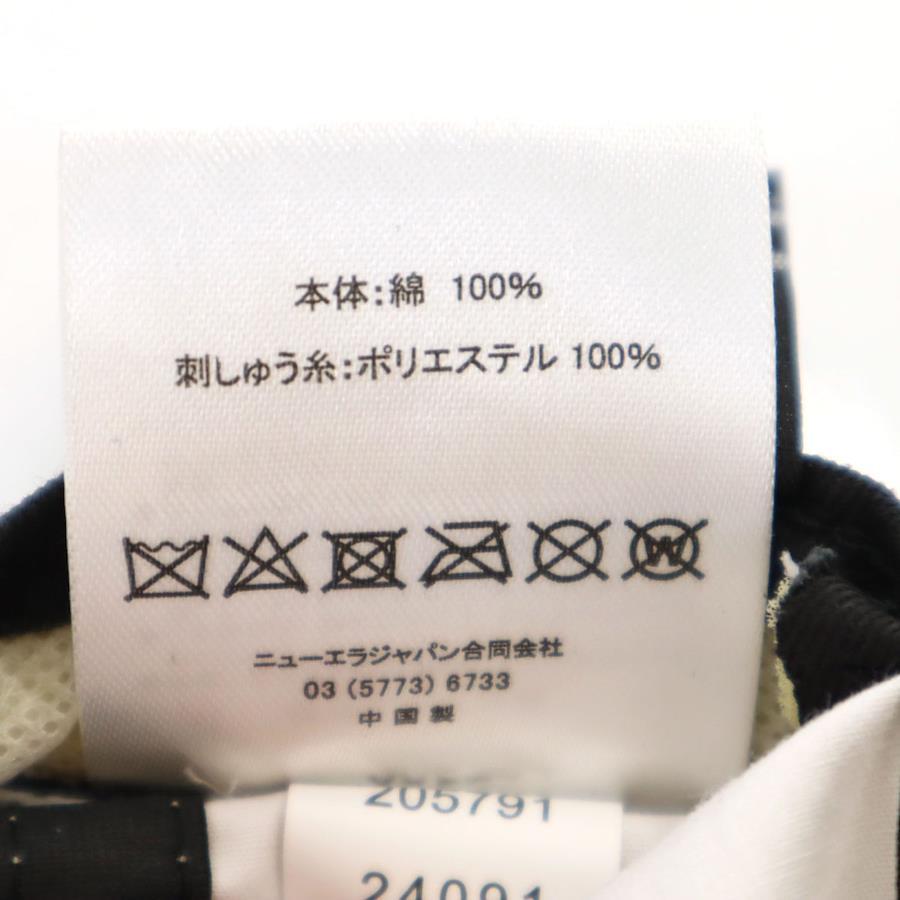 本体:綿 100%
刺しゅう糸:ポリエステル 100%
W
ニューエラジャパン合同会社
03 (5773) 6733
中国製
205791
24091